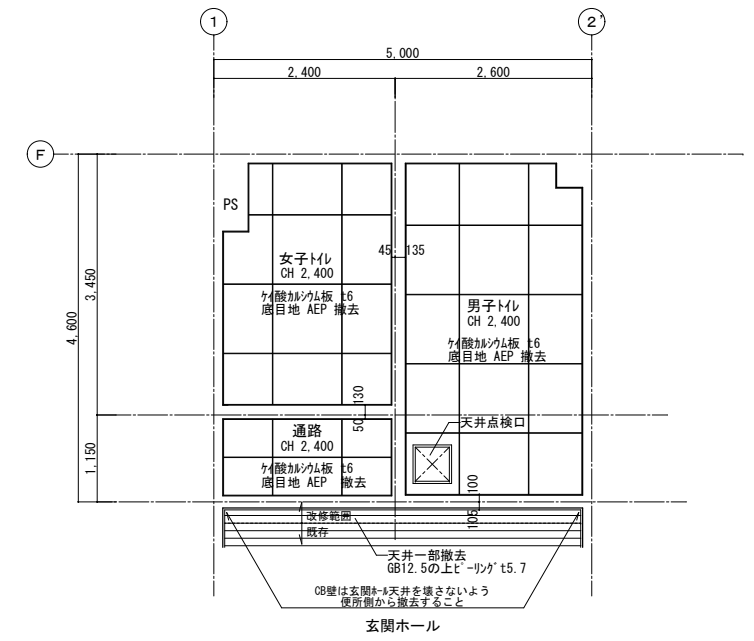 1
2'
5,000
2,400
2,600
F
PS
45
135
女子ﾄｲﾚ
CH 2,400
ｹｲ酸ｶﾙｼｳﾑ板 t6
底目地 AEP 撤去
男子ﾄｲﾚ
CH 2,400
ｹｲ酸ｶﾙｼｳﾑ板 t6
底目地 AEP 撤去
3,450
4,600
1,150
130
50
通路
CH 2,400
ｹｲ酸ｶﾙｼｳﾑ板 t6
底目地 AEP 撤去
天井点検口
100
105
改修範囲
既存
天井一部撤去
GB12.5の上ﾋﾟｰﾘﾝｸﾞt5.7
CB壁は玄関ﾎｰﾙ天井を壊さないよう
便所側から撤去すること
玄関ホール